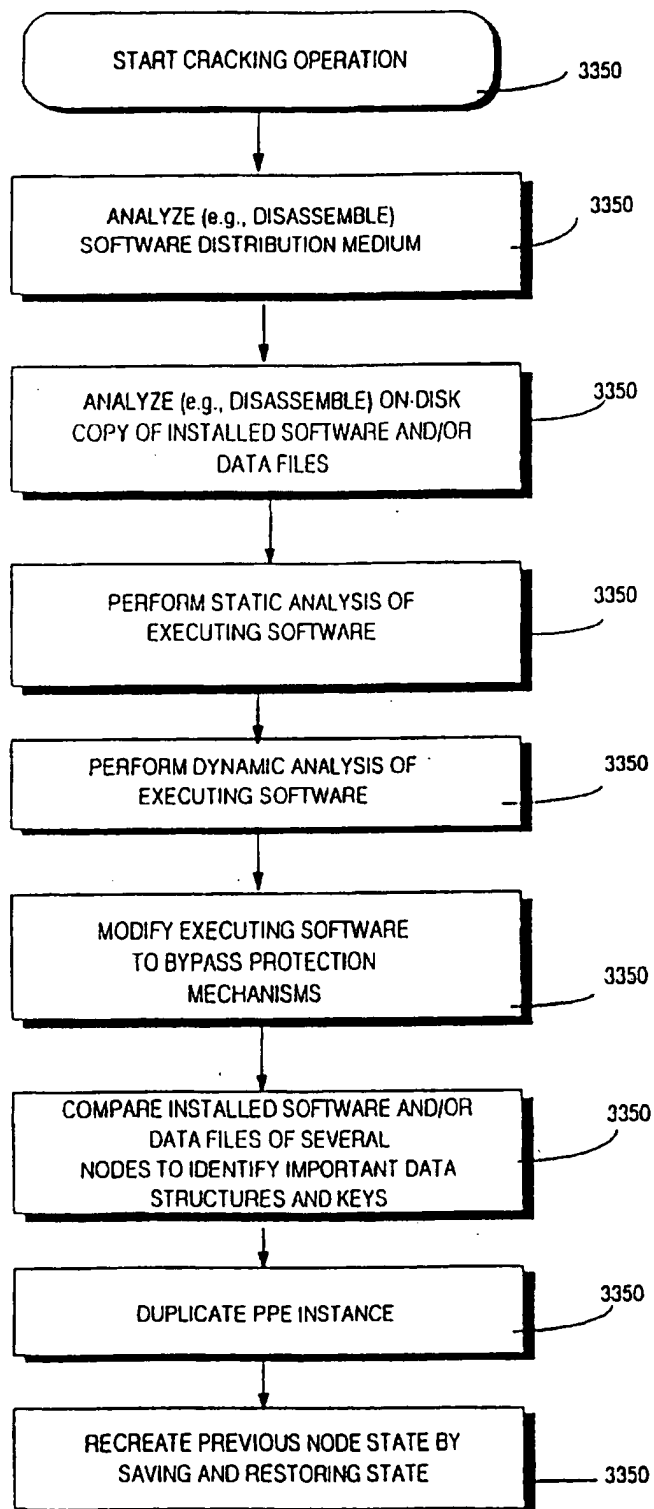 START CRACKING OPERATION
3350
ANALYZE (e.g., DISASSEMBLE)
SOFTWARE DISTRIBUTION MEDIUM
3350
ANALYZE (e.g., DISASSEMBLE) ON-DISK
COPY OF INSTALLED SOFTWARE AND/OR
DATA FILES
3350
PERFORM STATIC ANALYSIS OF
EXECUTING SOFTWARE
3350
PERFORM DYNAMIC ANALYSIS OF
EXECUTING SOFTWARE
3350
MODIFY EXECUTING SOFTWARE
TO BYPASS PROTECTION
MECHANISMS
3350
COMPARE INSTALLED SOFTWARE AND/OR
DATA FILES OF SEVERAL
NODES TO IDENTIFY IMPORTANT DATA
STRUCTURES AND KEYS
3350
DUPLICATE PPE INSTANCE
3350
RECREATE PREVIOUS NODE STATE BY
SAVING AND RESTORING STATE
3350